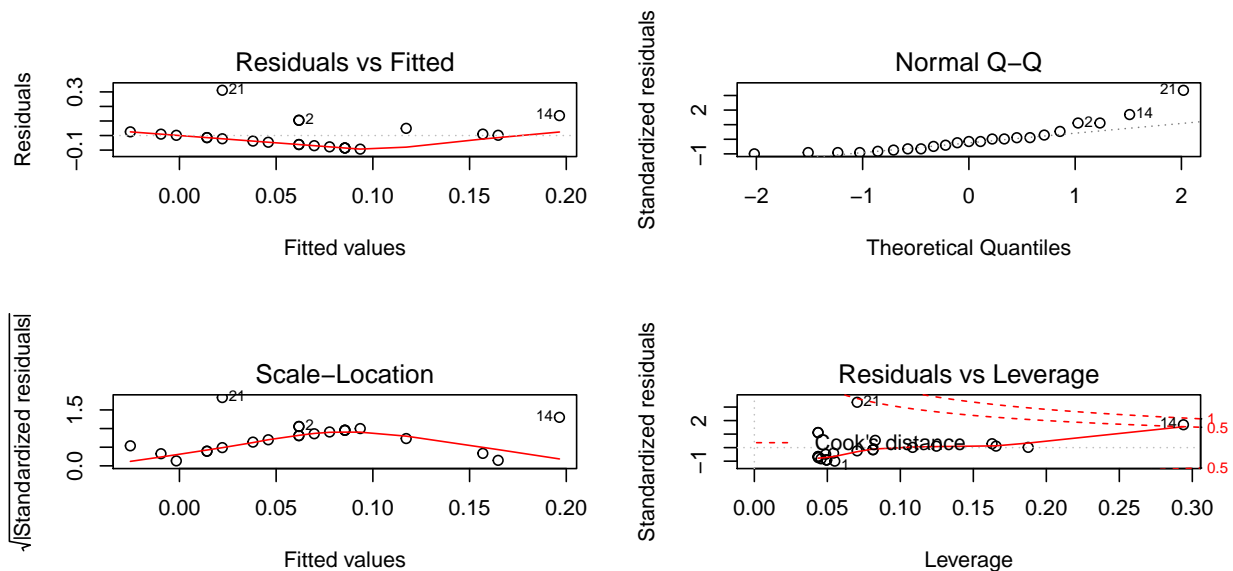 Residuals vs Fitted
Residuals
0.3
−0.1
21
2
14
0.00 0.05 0.10 0.15 0.20
Fitted values
Normal Q−Q
Standardized residuals
2
−1
21
14
2
−2 −1 0 1 2
Theoretical Quantiles
Scale−Location
√|Standardized residuals|
1.5
0.0
21
2
14
0.00 0.05 0.10 0.15 0.20
Fitted values
Residuals vs Leverage
Standardized residuals
2
−1
21
14
1
Cook's distance
1
0.5
0.5
0.00 0.05 0.10 0.15 0.20 0.25 0.30
Leverage